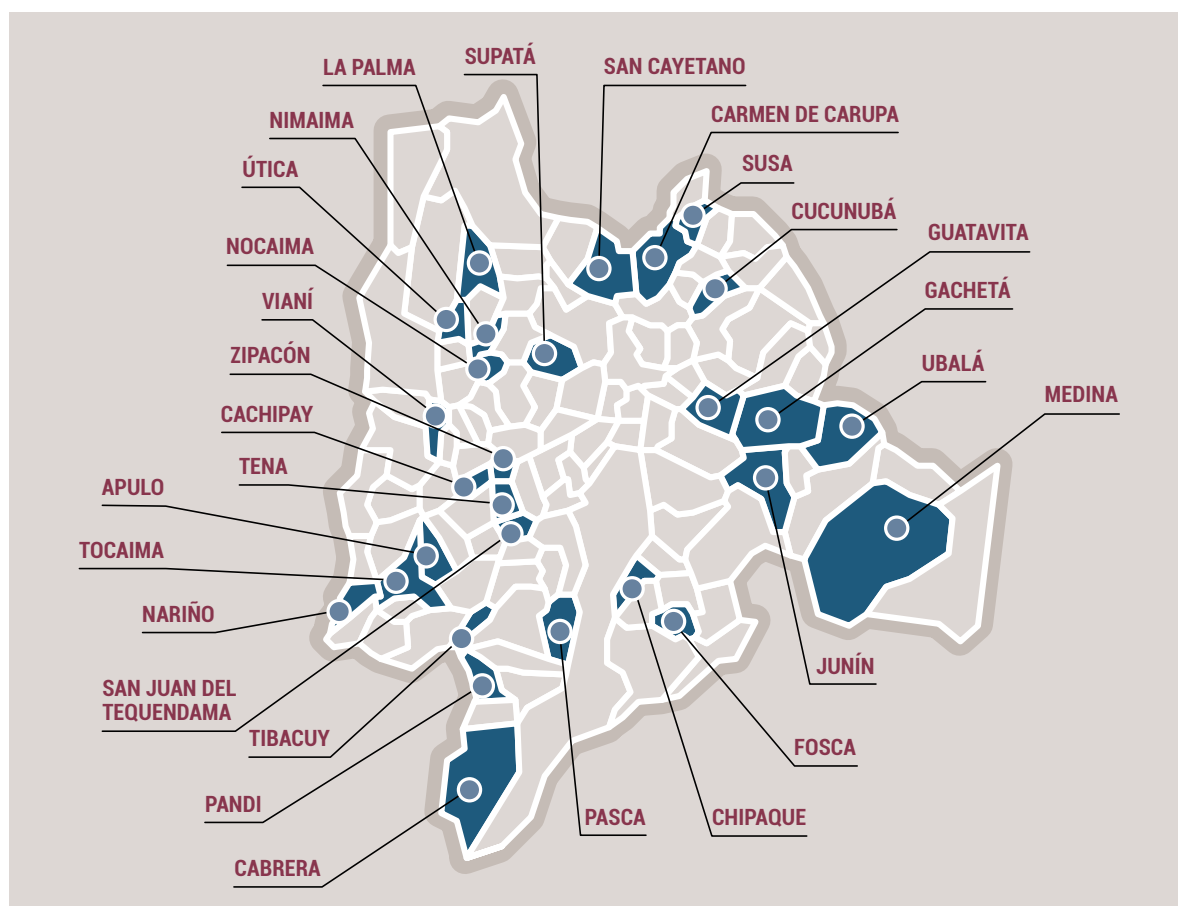 SUPATÁ
LA PALMA
SAN CAYETANO
CARMEN DE CARUPA
NIMAIMA
SUSA
ÚTICA
CUCUNUBÁ
GUATAVITA
NOCAIMA
GACHETÁ
VIANÍ
ZIPACÓN
UBALÁ
MEDINA
CACHIPAY
TENA
APULO
TOCAIMA
NARIÑO
JUNÍN
SAN JUAN DEL
TEQUENDAMA
TIBACUY
FOSCA
PANDI
PASCA
CHIPAQUE
CABRERA